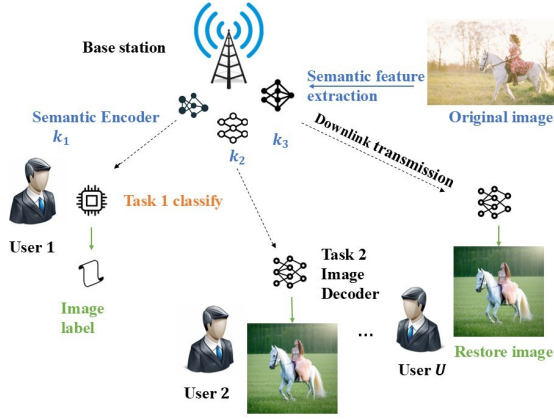 Base station
Semantic feature
extraction
Original image
Semantic Encoder
k₁
k₂
k₃
Downlink transmission
Task 1 classify
User 1
Image
label
Task 2
Image
Decoder
User 2
...
User U
Restore image